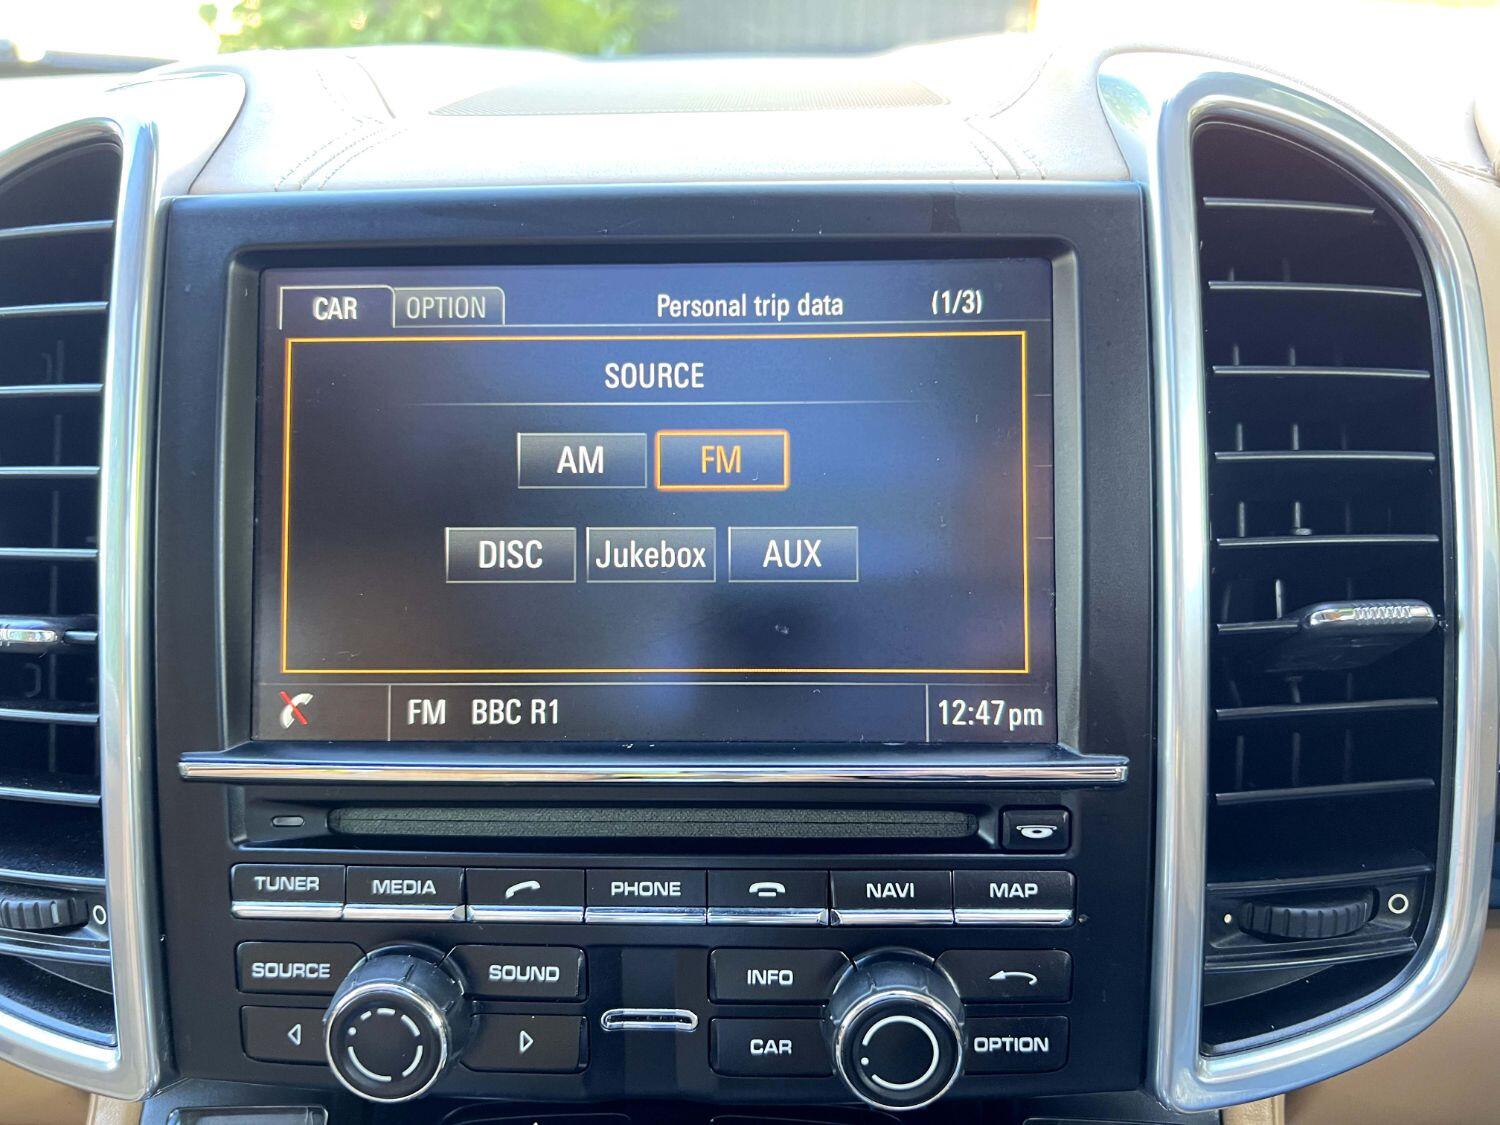 CAR OPTION Personal trip data (1/3)
SOURCE
AM FM
DISC Jukebox AUX
FM BBC R1 12:47pm
TUNER MEDIA PHONE NAVI MAP
SOURCE SOUND INFO
CAR OPTION